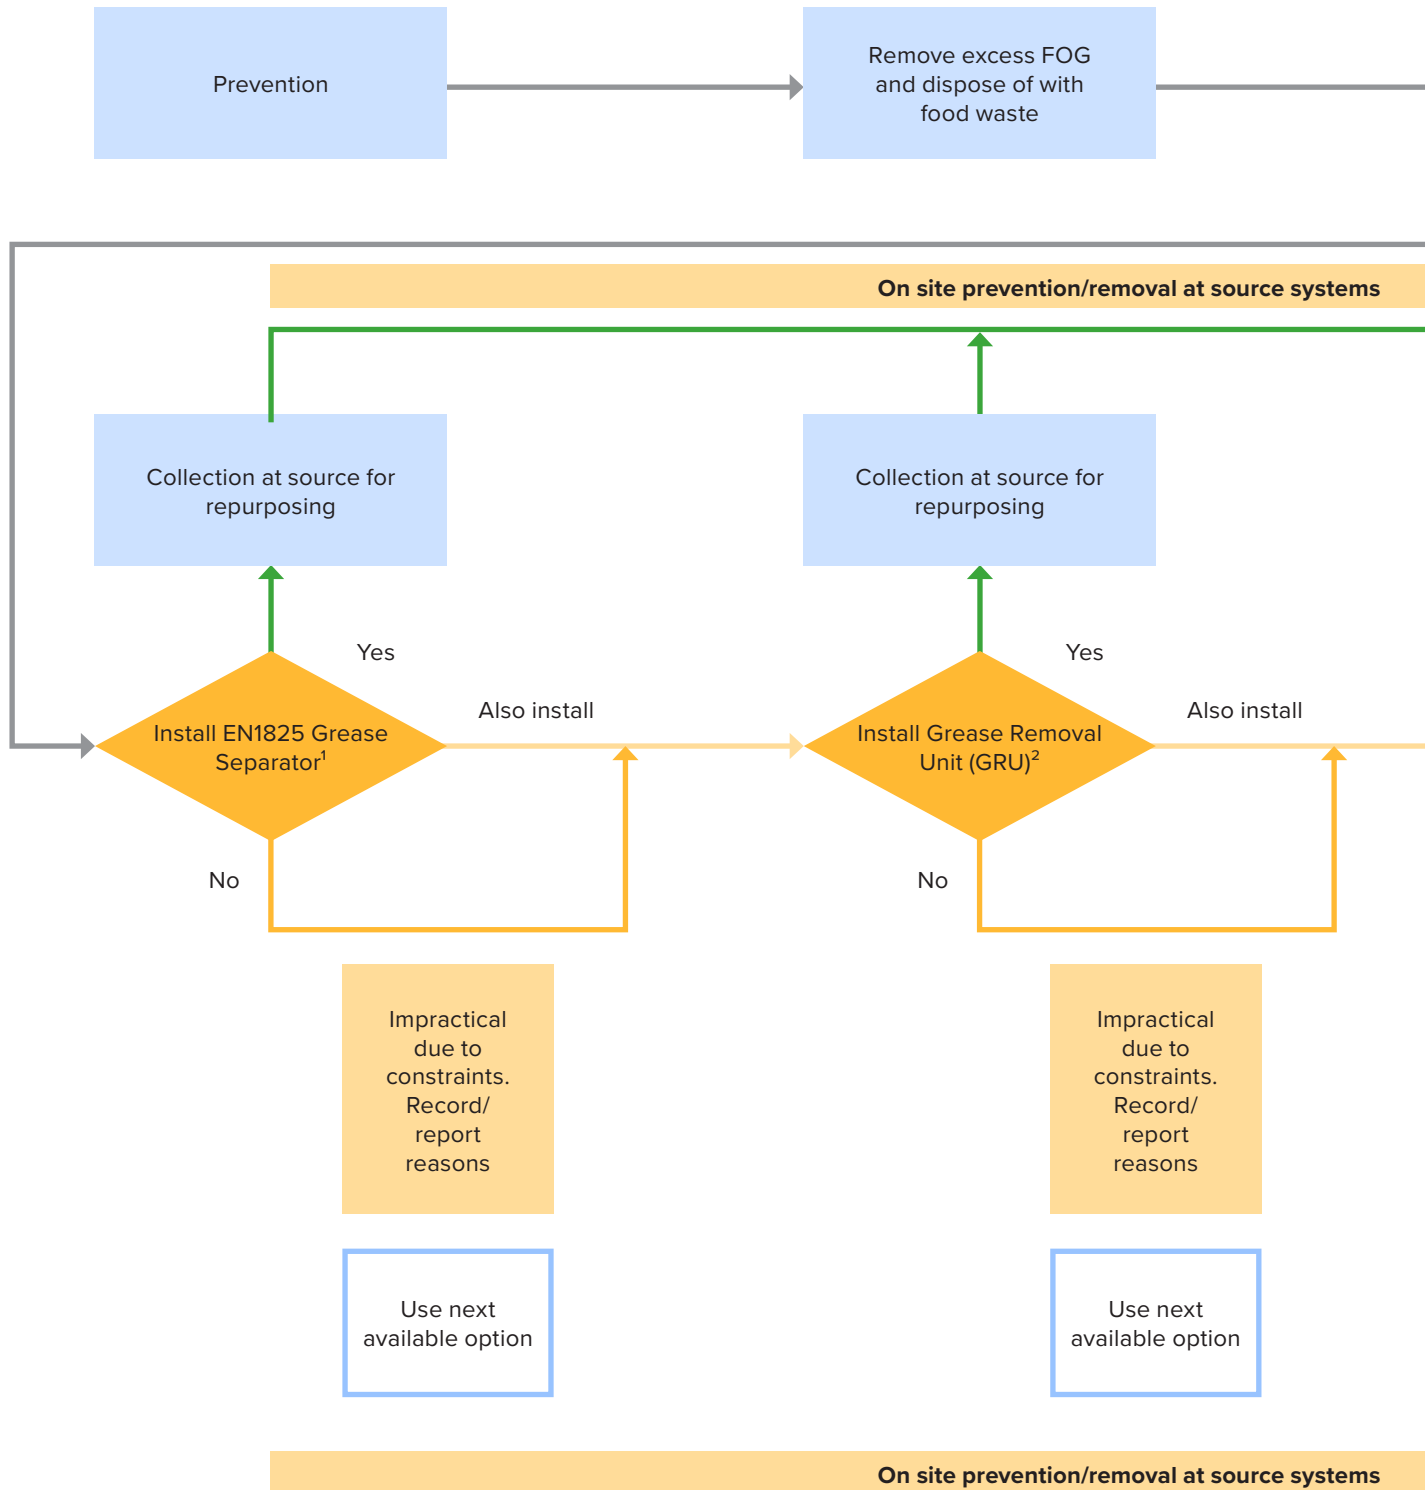 Prevention
Remove excess FOG
and dispose of with
food waste
On site prevention/removal at source systems
Collection at source for
repurposing
Collection at source for
repurposing
Yes
Yes
Also install
Also install
Install EN1825 Grease
Separator¹
Install Grease Removal
Unit (GRU)²
No
No
Impractical
due to
constraints.
Record/
report
reasons
Impractical
due to
constraints.
Record/
report
reasons
Use next
available option
Use next
available option
On site prevention/removal at source systems